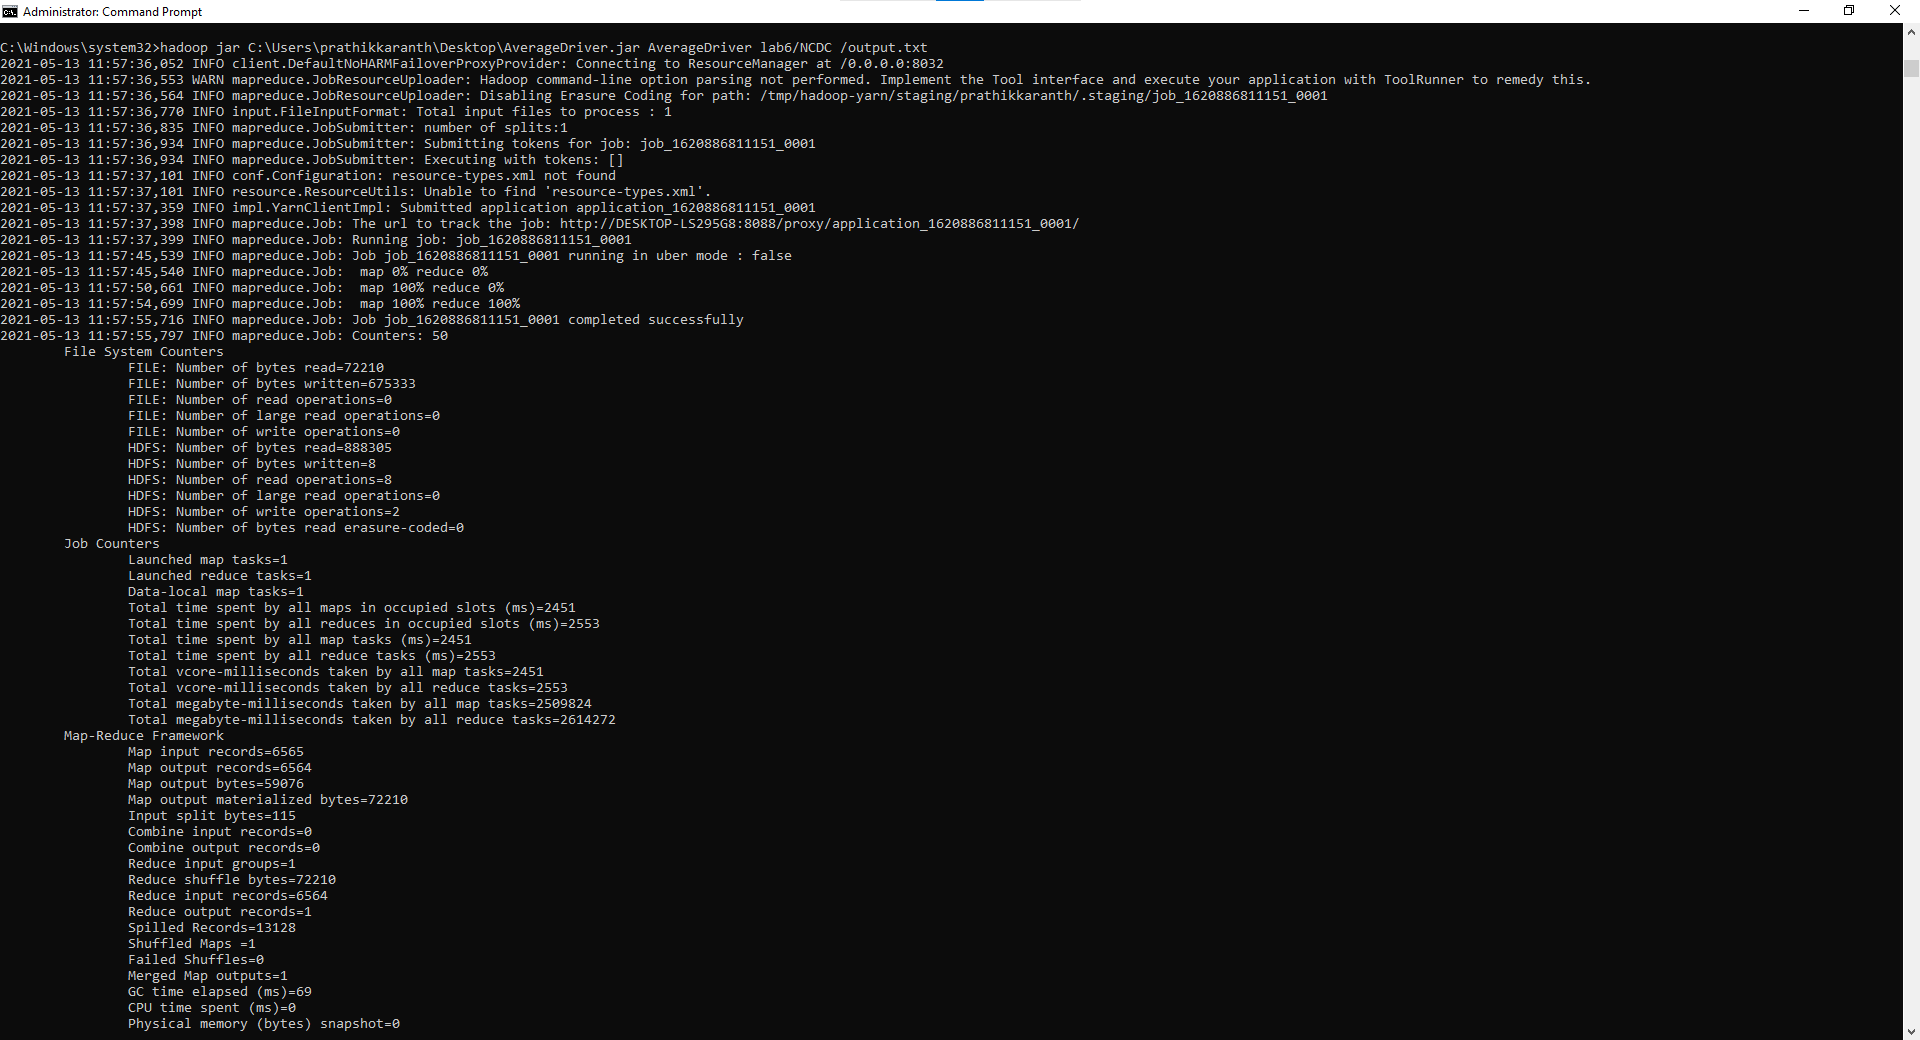 Administrator: Command Prompt
C:\Windows\system32>hadoop jar C:\Users\prathikkaranth\Desktop\AverageDriver.jar AverageDriver lab6/NCDC /output.txt
2021-05-13 11:57:36,052 INFO client.DefaultNoHARMFailoverProxyProvider: Connecting to ResourceManager at /0.0.0.0:8032
2021-05-13 11:57:36,553 WARN mapreduce.JobResourceUploader: Hadoop command-line option parsing not performed. Implement the Tool interface and execute your application with ToolRunner to remedy this.
2021-05-13 11:57:36,564 INFO mapreduce.JobResourceUploader: Disabling Erasure Coding for path: /tmp/hadoop-yarn/staging/prathikkaranth/.staging/job_1620886811151_0001
2021-05-13 11:57:36,770 INFO input.FileInputFormat: Total input files to process : 1
2021-05-13 11:57:36,835 INFO mapreduce.JobSubmitter: number of splits:1
2021-05-13 11:57:36,934 INFO mapreduce.JobSubmitter: Submitting tokens for job: job_1620886811151_0001
2021-05-13 11:57:36,934 INFO mapreduce.JobSubmitter: Executing with tokens: []
2021-05-13 11:57:37,101 INFO conf.Configuration: resource-types.xml not found
2021-05-13 11:57:37,101 INFO resource.ResourceUtils: Unable to find 'resource-types.xml'.
2021-05-13 11:57:37,359 INFO impl.YarnClientImpl: Submitted application application_1620886811151_0001
2021-05-13 11:57:37,398 INFO mapreduce.Job: The url to track the job: http://DESKTOP-LS295G8:8088/proxy/application_1620886811151_0001/
2021-05-13 11:57:37,399 INFO mapreduce.Job: Running job: job_1620886811151_0001
2021-05-13 11:57:45,539 INFO mapreduce.Job: Job job_1620886811151_0001 running in uber mode : false
2021-05-13 11:57:45,540 INFO mapreduce.Job:  map 0% reduce 0%
2021-05-13 11:57:50,661 INFO mapreduce.Job:  map 100% reduce 0%
2021-05-13 11:57:54,699 INFO mapreduce.Job:  map 100% reduce 100%
2021-05-13 11:57:55,716 INFO mapreduce.Job: Job job_1620886811151_0001 completed successfully
2021-05-13 11:57:55,797 INFO mapreduce.Job: Counters: 50
File System Counters
FILE: Number of bytes read=72210
FILE: Number of bytes written=675333
FILE: Number of read operations=0
FILE: Number of large read operations=0
FILE: Number of write operations=0
HDFS: Number of bytes read=888305
HDFS: Number of bytes written=8
HDFS: Number of read operations=8
HDFS: Number of large read operations=0
HDFS: Number of write operations=2
HDFS: Number of bytes read erasure-coded=0
Job Counters
Launched map tasks=1
Launched reduce tasks=1
Data-local map tasks=1
Total time spent by all maps in occupied slots (ms)=2451
Total time spent by all reduces in occupied slots (ms)=2553
Total time spent by all map tasks (ms)=2451
Total time spent by all reduce tasks (ms)=2553
Total vcore-milliseconds taken by all map tasks=2451
Total vcore-milliseconds taken by all reduce tasks=2553
Total megabyte-milliseconds taken by all map tasks=2509824
Total megabyte-milliseconds taken by all reduce tasks=2614272
Map-Reduce Framework
Map input records=6565
Map output records=6564
Map output bytes=59076
Map output materialized bytes=72210
Input split bytes=115
Combine input records=0
Combine output records=0
Reduce input groups=1
Reduce shuffle bytes=72210
Reduce input records=6564
Reduce output records=1
Spilled Records=13128
Shuffled Maps =1
Failed Shuffles=0
Merged Map outputs=1
GC time elapsed (ms)=69
CPU time spent (ms)=0
Physical memory (bytes) snapshot=0